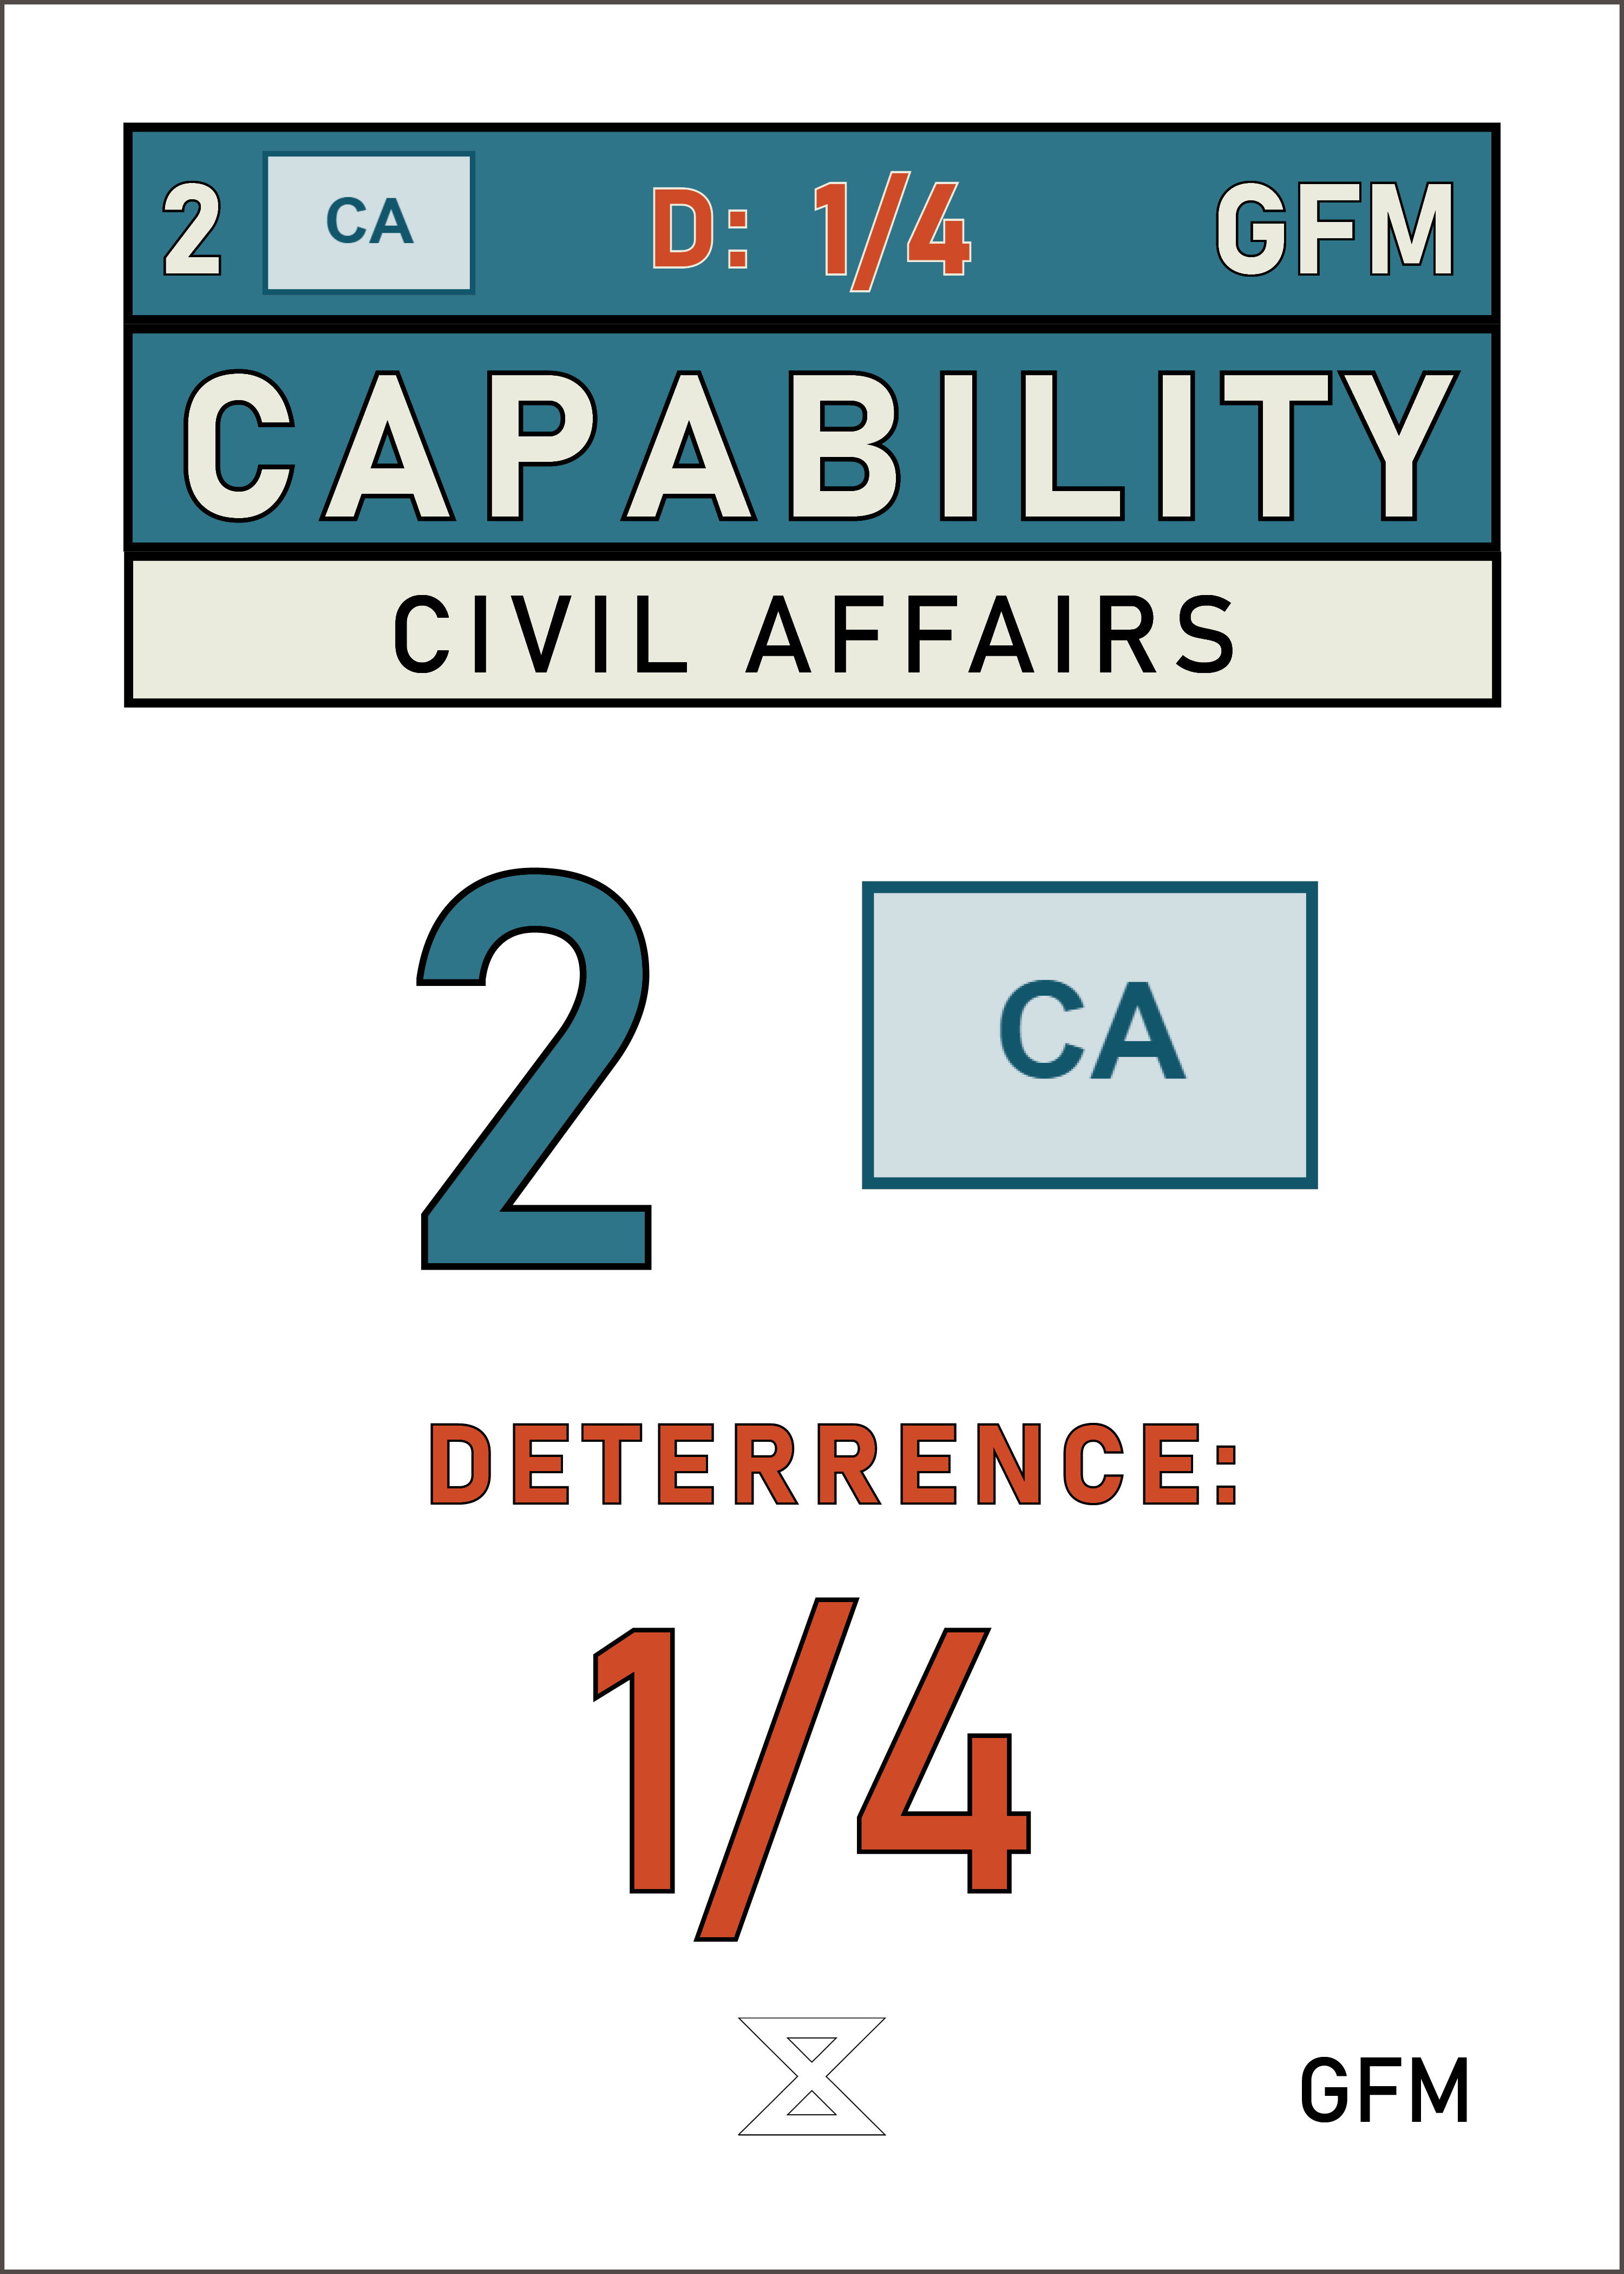 2 CA D: 1/4 GFM
CAPABILITY
CIVIL AFFAIRS
2 CA
DETERRENCE:
1/4
GFM